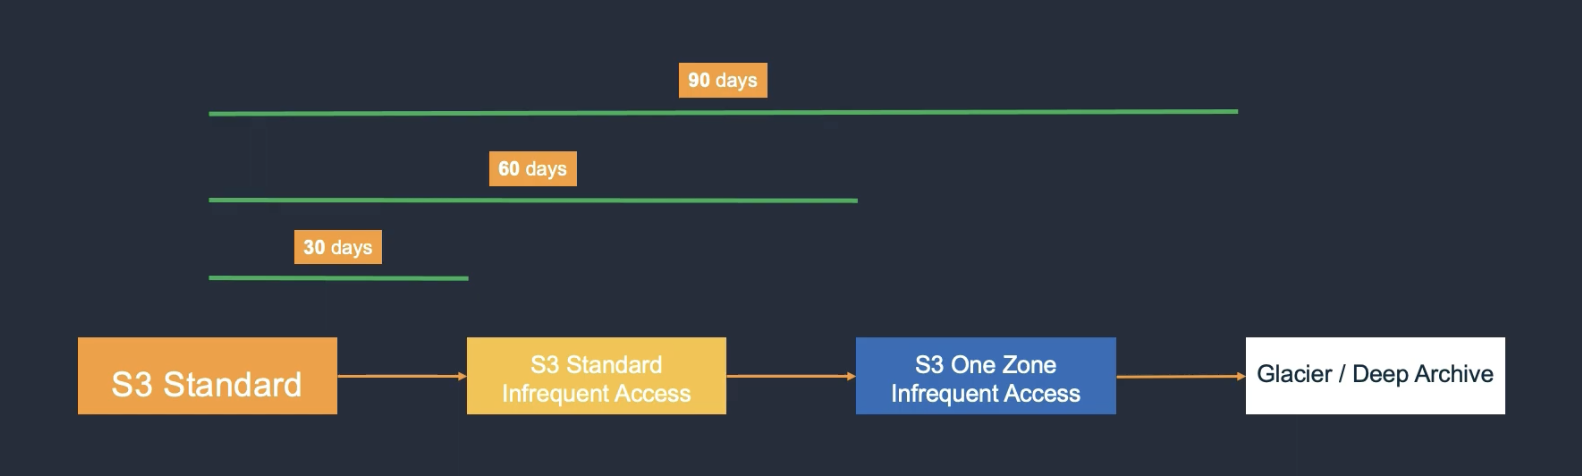 90 days
60 days
30 days
S3 Standard
S3 Standard
Infrequent Access
S3 One Zone
Infrequent Access
Glacier / Deep Archive